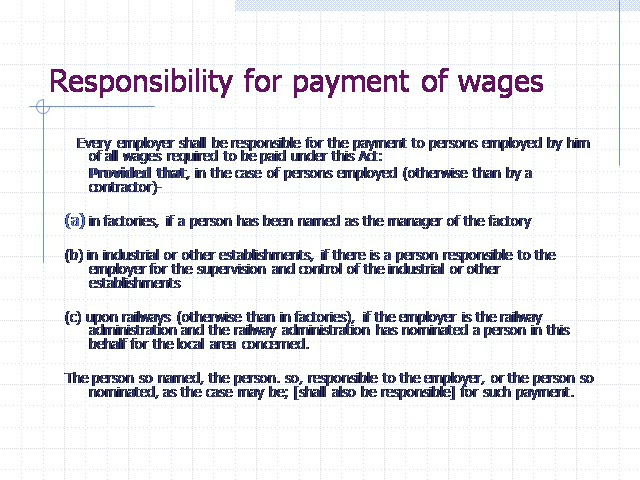 Responsibility for payment of wages
Every employer shall be responsible for the payment to persons employed by him
of all wages required to be paid under this Act:
Provided that, in the case of persons employed (otherwise than by a
contractor)-
(a) in factories, if a person has been named as the manager of the factory
(b) in industrial or other establishments, if there is a person responsible to the
employer for the supervision and control of the industrial or other
establishments
(c) upon railways (otherwise than in factories), if the employer is the railway
administration and the railway administration has nominated a person in this
behalf for the local area concerned.
The person so named, the person. so, responsible to the employer, or the person so
nominated, as the case may be; [shall also be responsible] for such payment.